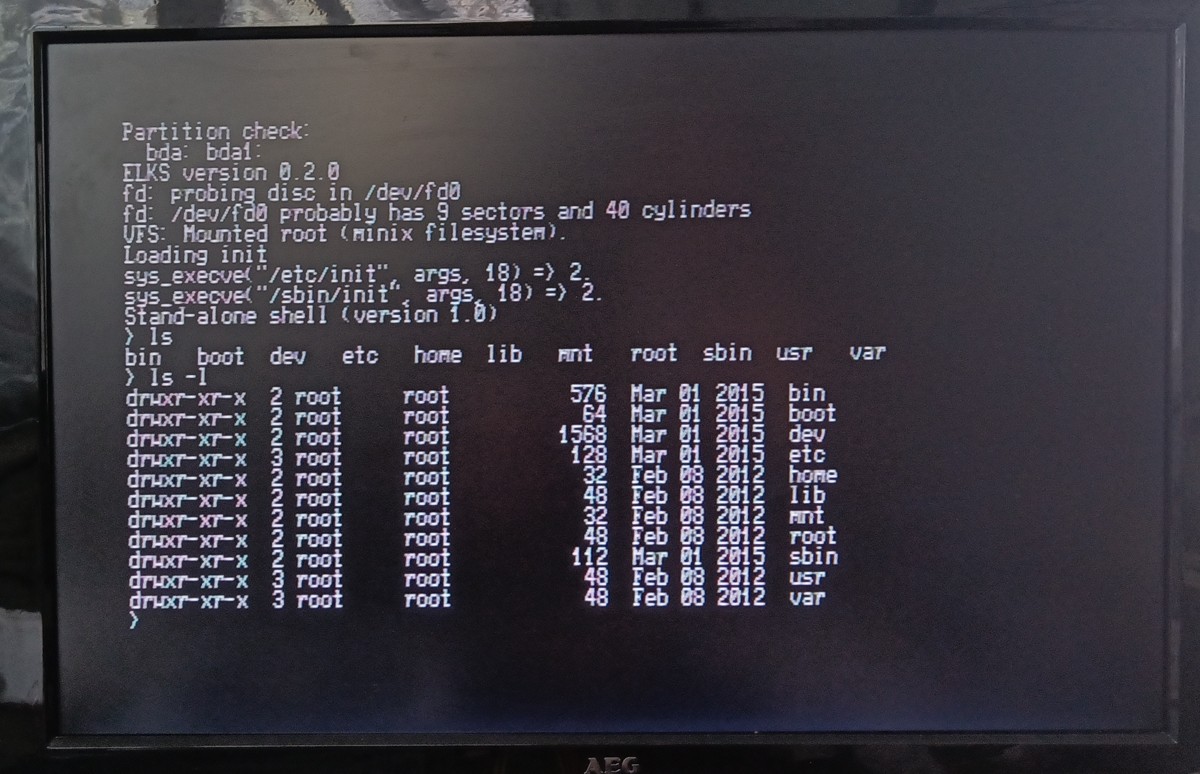 Partition check:
  bda: bda1:
ELKS version 0.2.0
fd: probing disc in /dev/fd0
fd: /dev/fd0 probably has 9 sectors and 40 cylinders
VFS: Mounted root (minix filesystem).
Loading init
sys_execve("/etc/init", args, 18) => 2.
sys_execve("/sbin/init", args, 18) => 2.
Stand-alone shell (version 1.0)
> ls
bin   boot  dev   etc   home  lib   mnt   root  sbin  usr   var
> ls -l
drwxr-xr-x  2 root     root          576  Mar 01 2015  bin
drwxr-xr-x  2 root     root           64  Mar 01 2015  boot
drwxr-xr-x  2 root     root         1568  Mar 01 2015  dev
drwxr-xr-x  3 root     root          128  Mar 01 2015  etc
drwxr-xr-x  2 root     root           32  Feb 08 2012  home
drwxr-xr-x  2 root     root           48  Feb 08 2012  lib
drwxr-xr-x  2 root     root           32  Feb 08 2012  mnt
drwxr-xr-x  2 root     root           48  Feb 08 2012  root
drwxr-xr-x  2 root     root          112  Mar 01 2015  sbin
drwxr-xr-x  3 root     root           48  Feb 08 2012  usr
drwxr-xr-x  3 root     root           48  Feb 08 2012  var
>
AEG